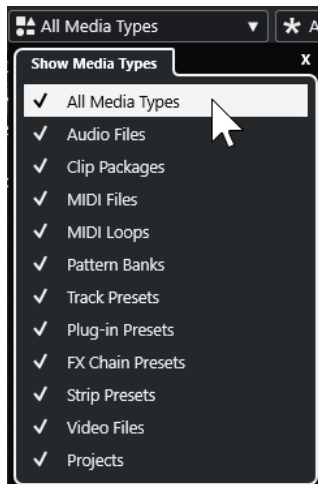 All Media Types
Show Media Types x
All Media Types
Audio Files
Clip Packages
MIDI Files
MIDI Loops
Pattern Banks
Track Presets
Plug-in Presets
FX Chain Presets
Strip Presets
Video Files
Projects